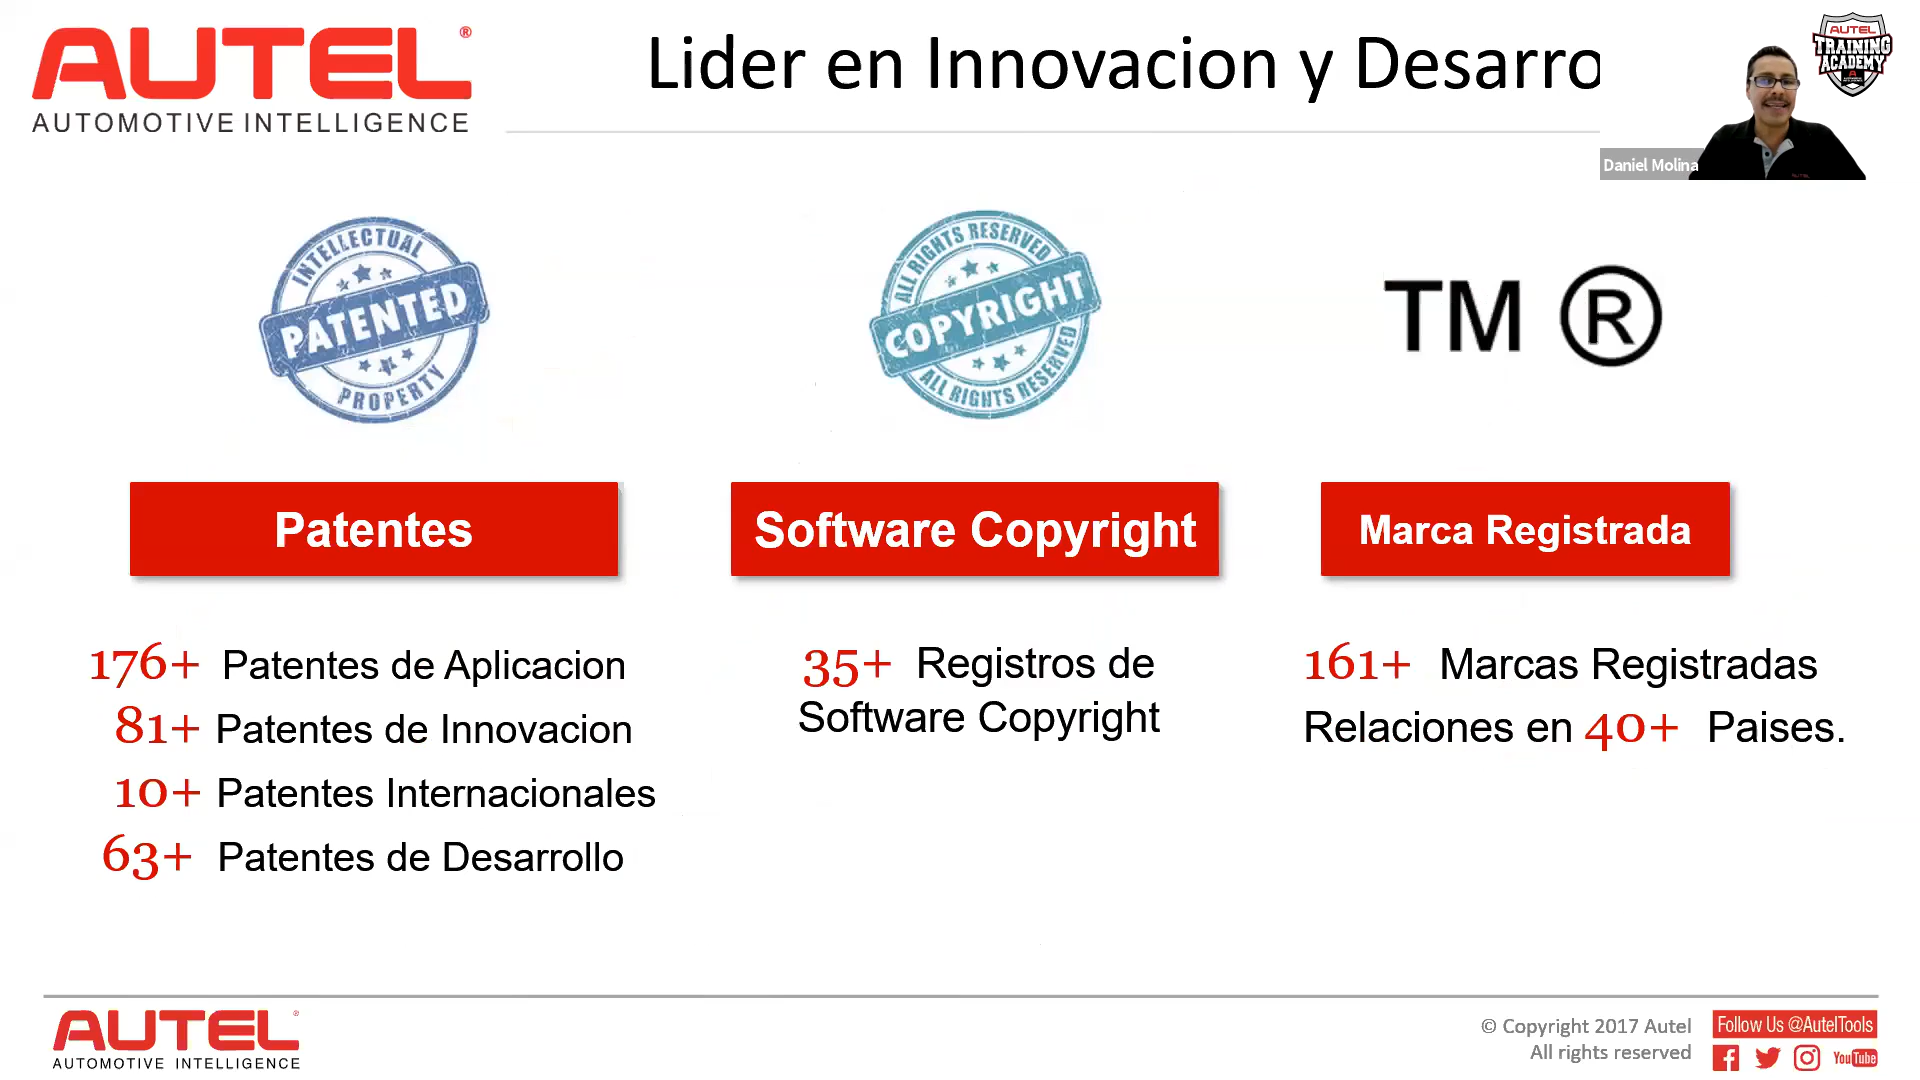 AUTEL®
AUTOMOTIVE INTELLIGENCE
Lider en Innovacion y Desarro
AUTEL
TRAINING
ACADEMY
Daniel Molina
INTELLECTUAL
PATENTED
PROPERTY
ALL RIGHTS RESERVED
COPYRIGHT
ALL RIGHTS RESERVED
TM ®
Patentes
Software Copyright
Marca Registrada
176+ Patentes de Aplicacion
81+ Patentes de Innovacion
10+ Patentes Internacionales
63+ Patentes de Desarrollo
35+ Registros de
Software Copyright
161+ Marcas Registradas
Relaciones en 40+ Paises.
AUTEL®
AUTOMOTIVE INTELLIGENCE
© Copyright 2017 Autel
All rights reserved
Follow Us @AutelTools
YouTube